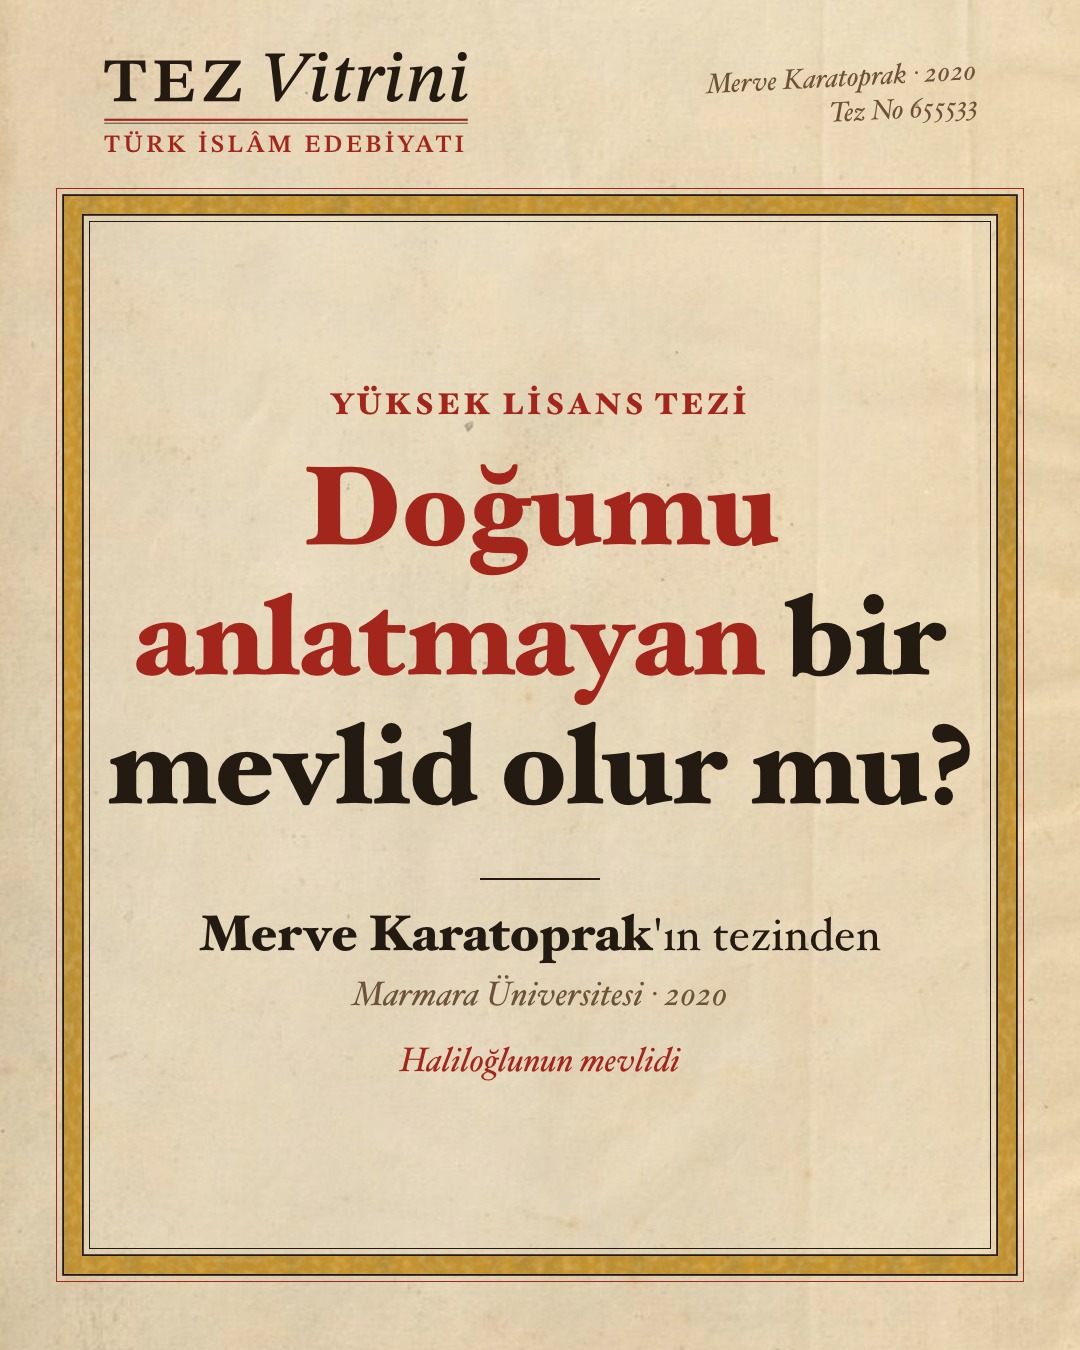 TEZ Vitrini
TÜRK İSLÂM EDEBİYATI
Merve Karatoprak · 2020
Tez No 655533
YÜKSEK LİSANS TEZİ
Doğumu
anlatmayan bir
mevlid olur mu?
Merve Karatoprak'ın tezinden
Marmara Üniversitesi · 2020
Haliloğlunun mevlidi